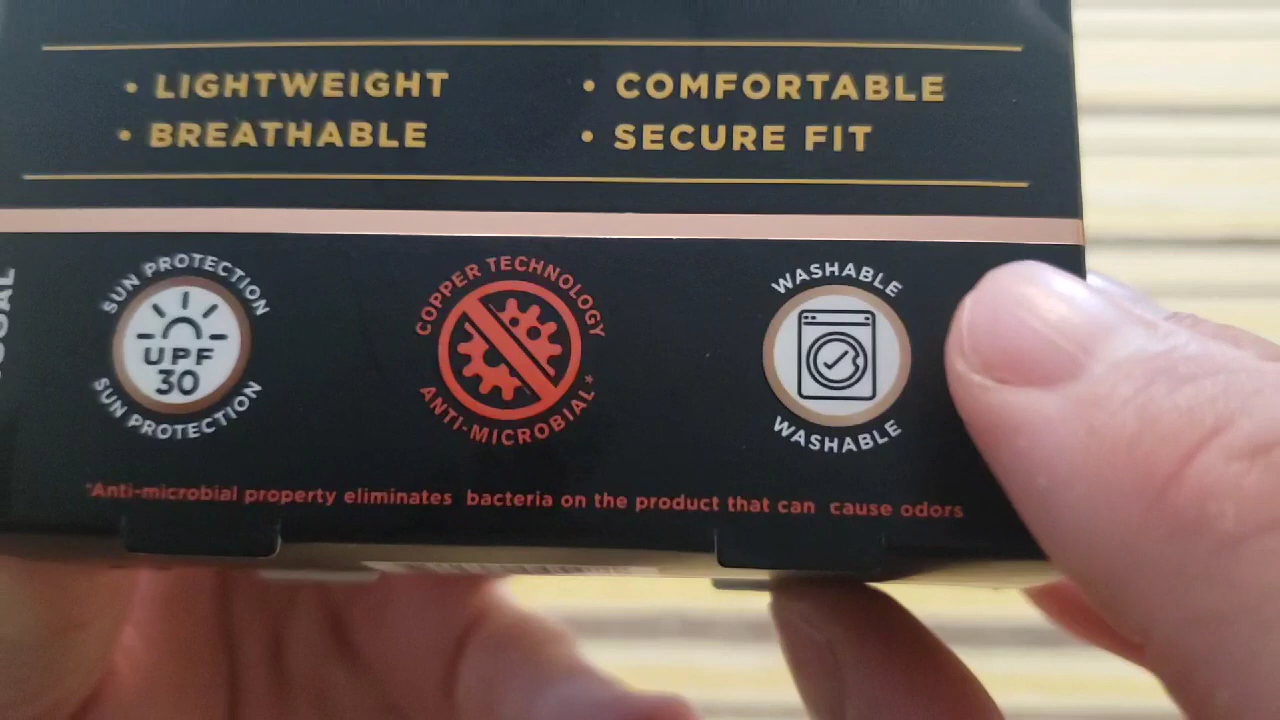 • LIGHTWEIGHT • COMFORTABLE
• BREATHABLE • SECURE FIT
SUN PROTECTION
UPF
30
SUN PROTECTION
COPPER TECHNOLOGY
ANTI-MICROBIAL*
WASHABLE
WASHABLE
*Anti-microbial property eliminates bacteria on the product that can cause odors